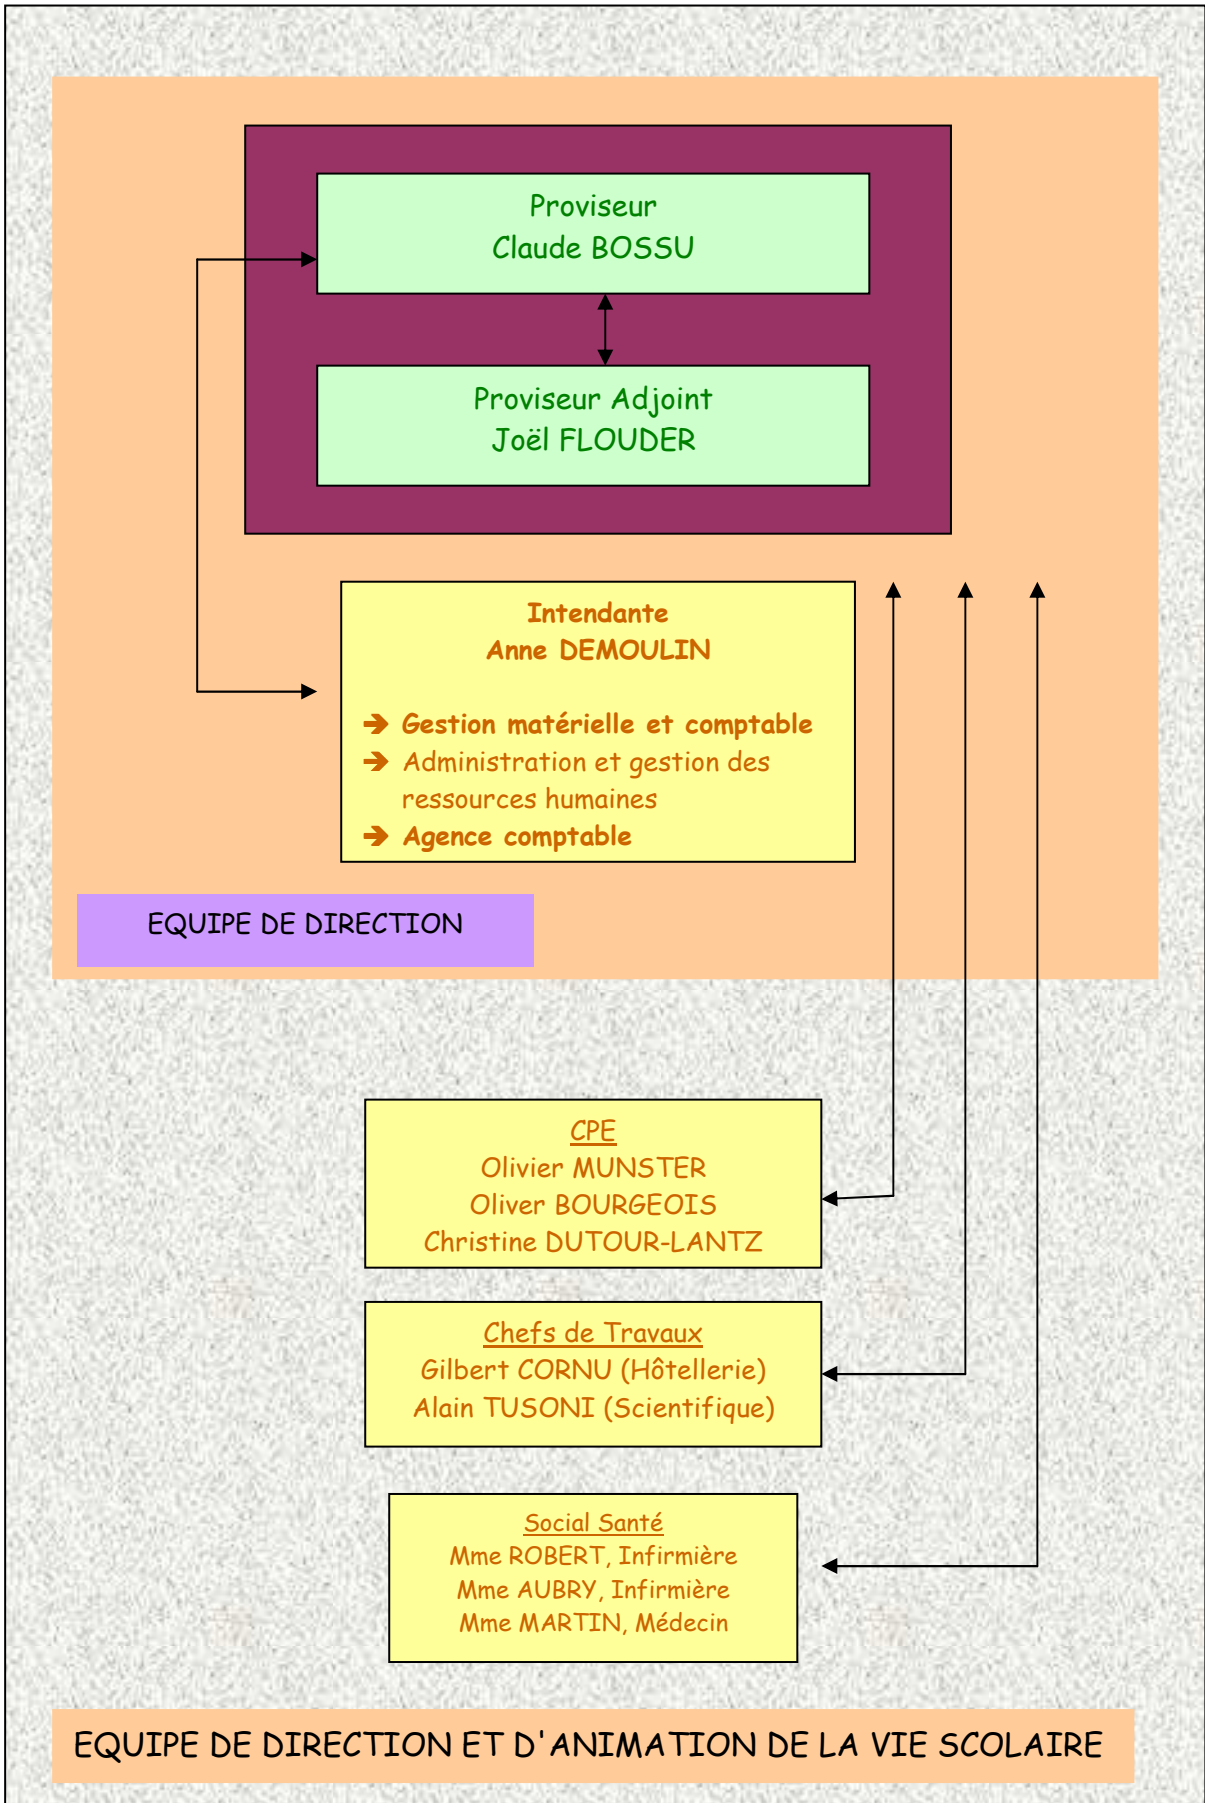 Proviseur
Claude BOSSU
Proviseur Adjoint
Joël FLOUDER
Intendante
Anne DEMOULIN
➔ Gestion matérielle et comptable
➔ Administration et gestion des
ressources humaines
➔ Agence comptable
EQUIPE DE DIRECTION
CPE
Olivier MUNSTER
Oliver BOURGEOIS
Christine DUTOUR-LANTZ
Chefs de Travaux
Gilbert CORNU (Hôtellerie)
Alain TUSONI (Scientifique)
Social Santé
Mme ROBERT, Infirmière
Mme AUBRY, Infirmière
Mme MARTIN, Médecin
EQUIPE DE DIRECTION ET D'ANIMATION DE LA VIE SCOLAIRE